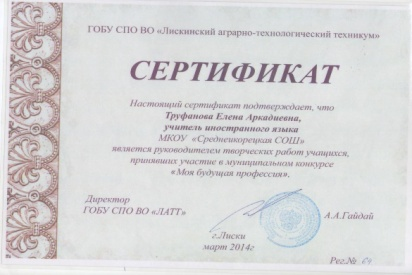 ГОБУ СПО ВО «Лискинский аграрно-технологический техникум»
СЕРТИФИКАТ
Настоящий сертификат подтверждает, что
Труфанова Елена Аркадиевна,
учитель иностранного языка
МКОУ «Среднеикорецкая СОШ»
является руководителем творческих работ учащихся,
принявших участие в муниципальном конкурсе
«Моя будущая профессия».
Директор
ГОБУ СПО ВО «ЛАТТ»
А.А.Гайдай
г.Лиски
март 2014г
Рег.№